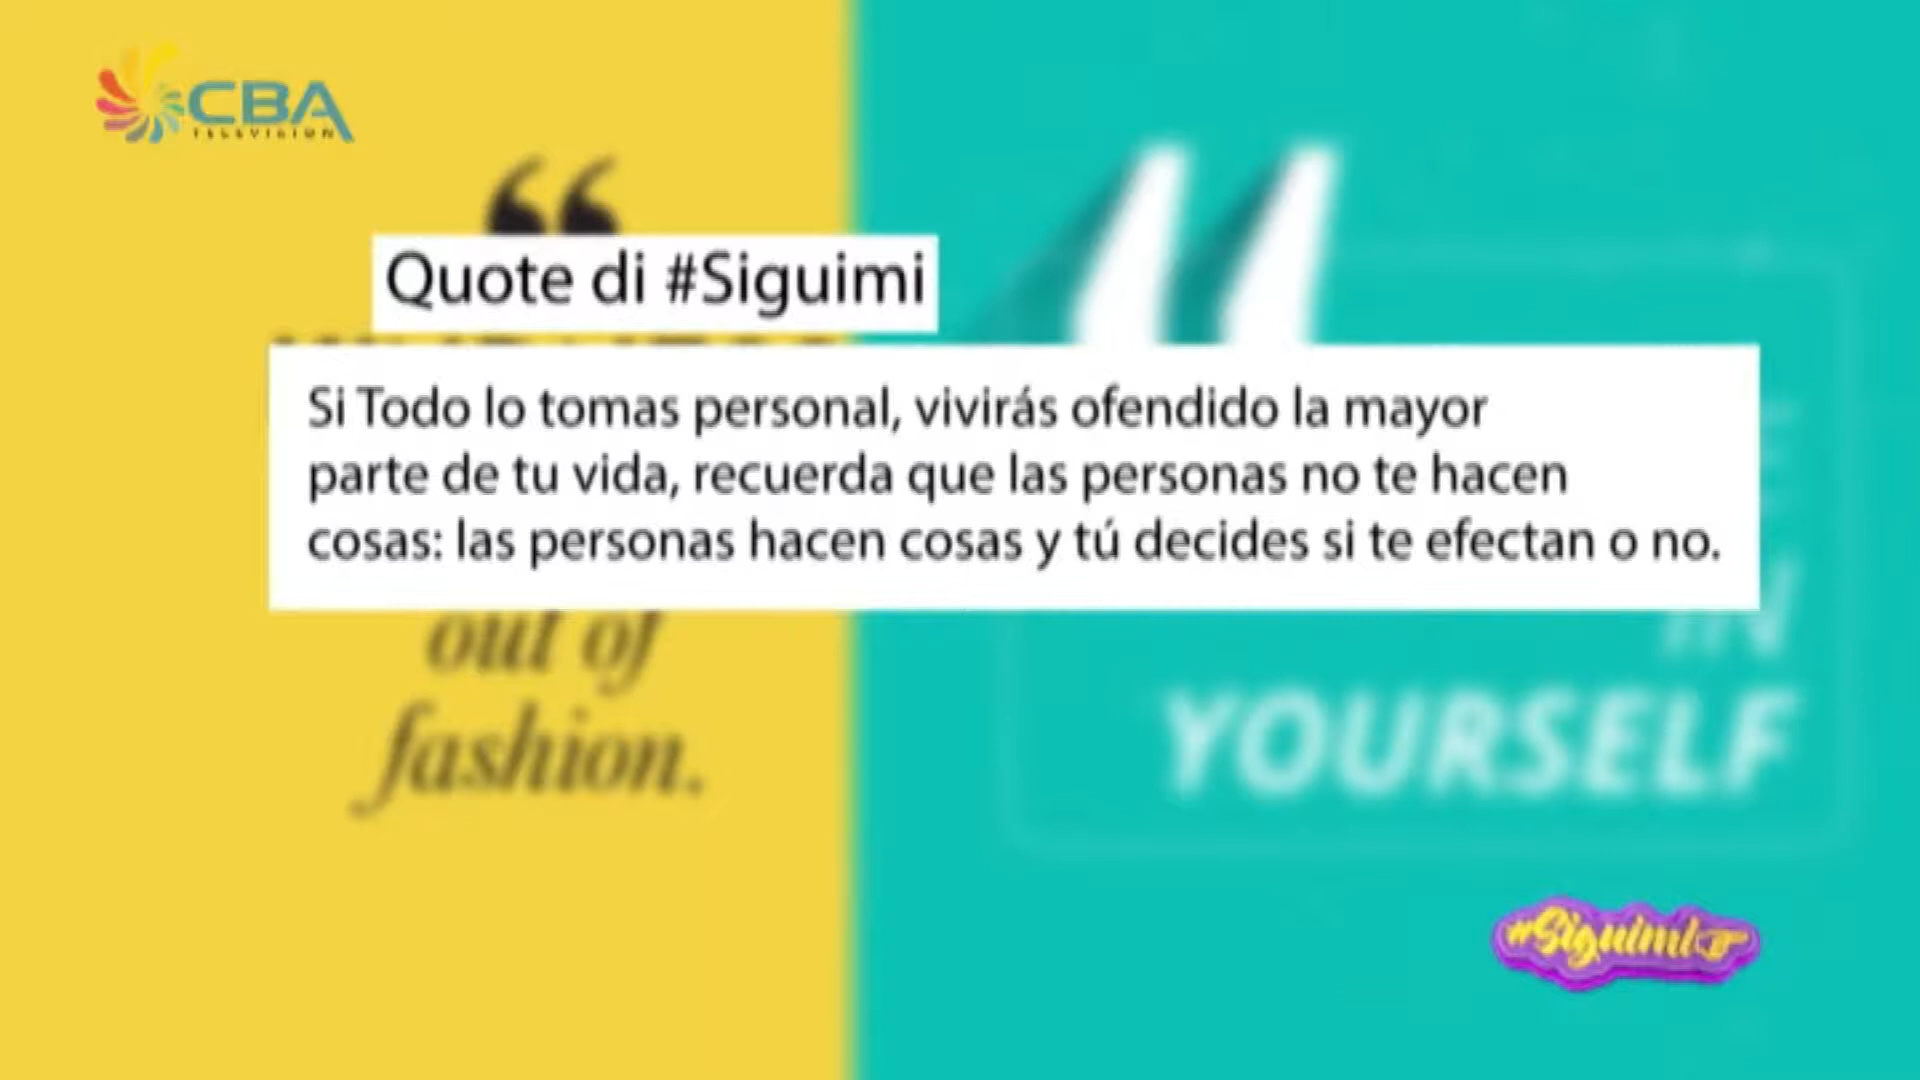 CBA
TELEVISION
Quote di #Siguimi
Si Todo lo tomas personal, vivirás ofendido la mayor
parte de tu vida, recuerda que las personas no te hacen
cosas: las personas hacen cosas y tú decides si te efectan o no.
out of
fashion.
IN
YOURSELF
#Siguimi